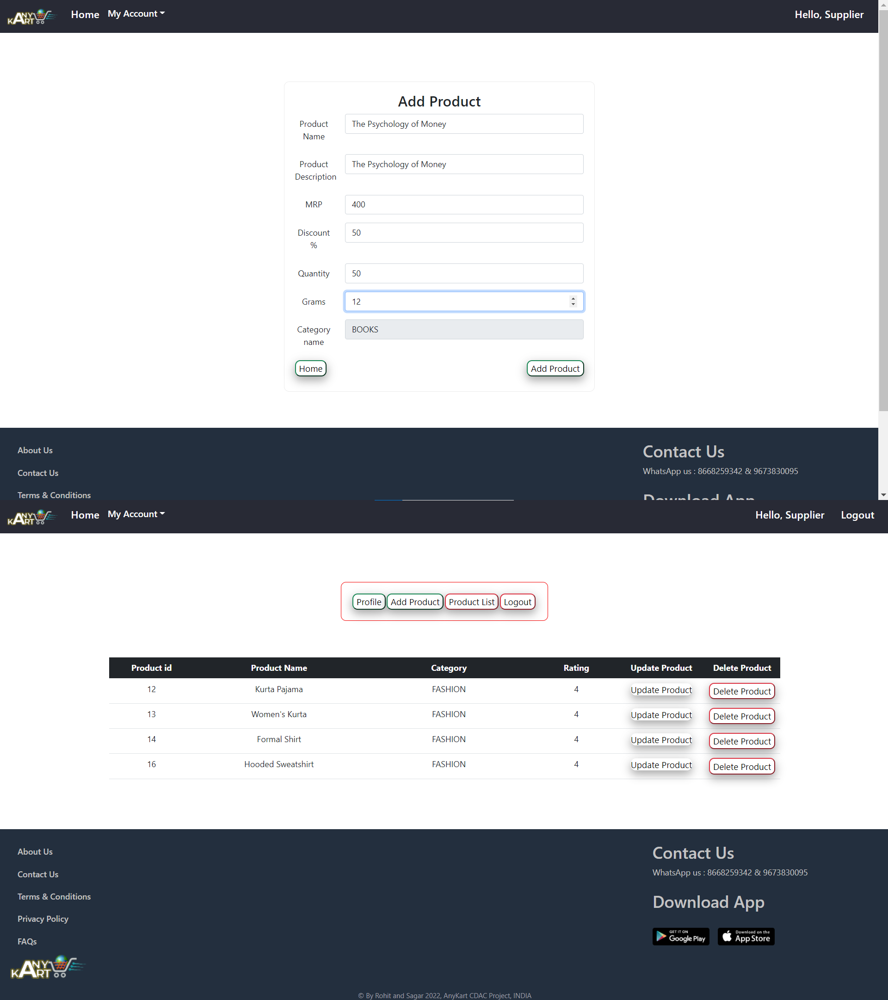 ANY KART Home My Account Hello, Supplier
Add Product
Product Name The Psychology of Money
Product Description The Psychology of Money
MRP 400
Discount % 50
Quantity 50
Grams 12
Category name BOOKS
Home Add Product
About Us
Contact Us
Terms & Conditions
Contact Us
WhatsApp us : 8668259342 & 9673830095
Download App
ANY KART Home My Account Hello, Supplier Logout
Profile Add Product Product List Logout
Product id Product Name Category Rating Update Product Delete Product
12 Kurta Pajama FASHION 4 Update Product Delete Product
13 Women's Kurta FASHION 4 Update Product Delete Product
14 Formal Shirt FASHION 4 Update Product Delete Product
16 Hooded Sweatshirt FASHION 4 Update Product Delete Product
About Us
Contact Us
Terms & Conditions
Privacy Policy
FAQs
ANY KART
Contact Us
WhatsApp us : 8668259342 & 9673830095
Download App
GET IT ON Google Play
Download on the App Store
© By Rohit and Sagar 2022, AnyKart CDAC Project, INDIA